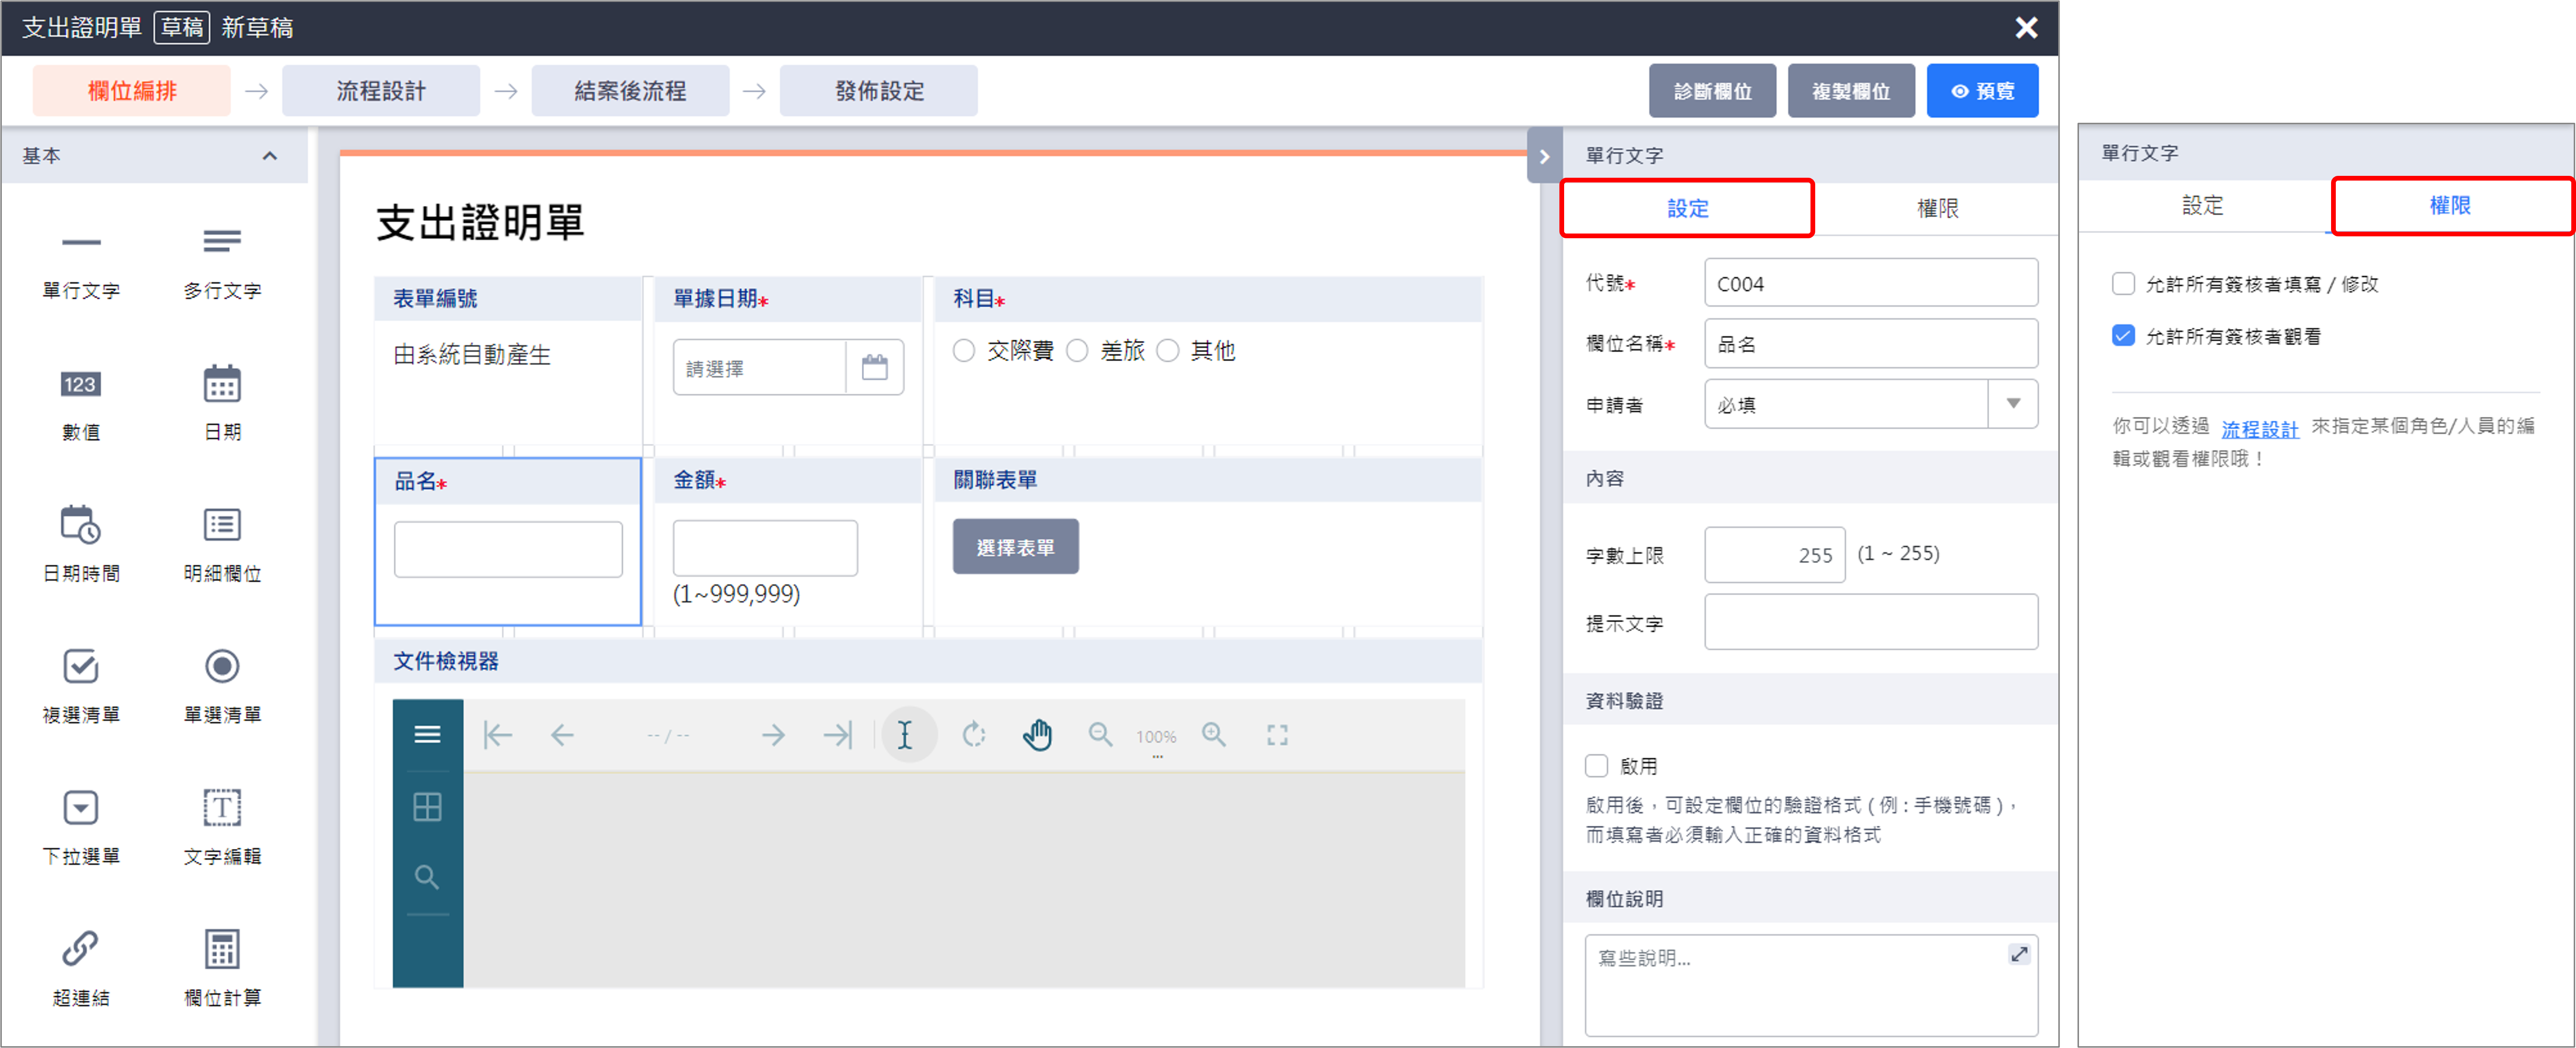 支出證明單 草稿 新草稿
欄位編排 → 流程設計 → 結案後流程 → 發佈設定
診斷欄位 複製欄位 預覽
基本
單行文字 多行文字
123
數值 日期
日期時間 明細欄位
複選清單 單選清單
T
下拉選單 文字編輯
超連結 欄位計算
支出證明單
表單編號 單據日期* 科目*
由系統自動產生 請選擇 交際費 差旅 其他
品名* 金額* 關聯表單
選擇表單
(1~999,999)
文件檢視器
-- / -- 100%
...
單行文字
設定 權限
代號* C004
欄位名稱* 品名
申請者 必填
內容
字數上限 255 (1 ~ 255)
提示文字
資料驗證
啟用
啟用後，可設定欄位的驗證格式 ( 例 : 手機號碼 )，
而填寫者必須輸入正確的資料格式
欄位說明
寫些說明...
單行文字
設定 權限
允許所有簽核者填寫 / 修改
允許所有簽核者觀看
你可以透過 流程設計 來指定某個角色/人員的編
輯或觀看權限哦！